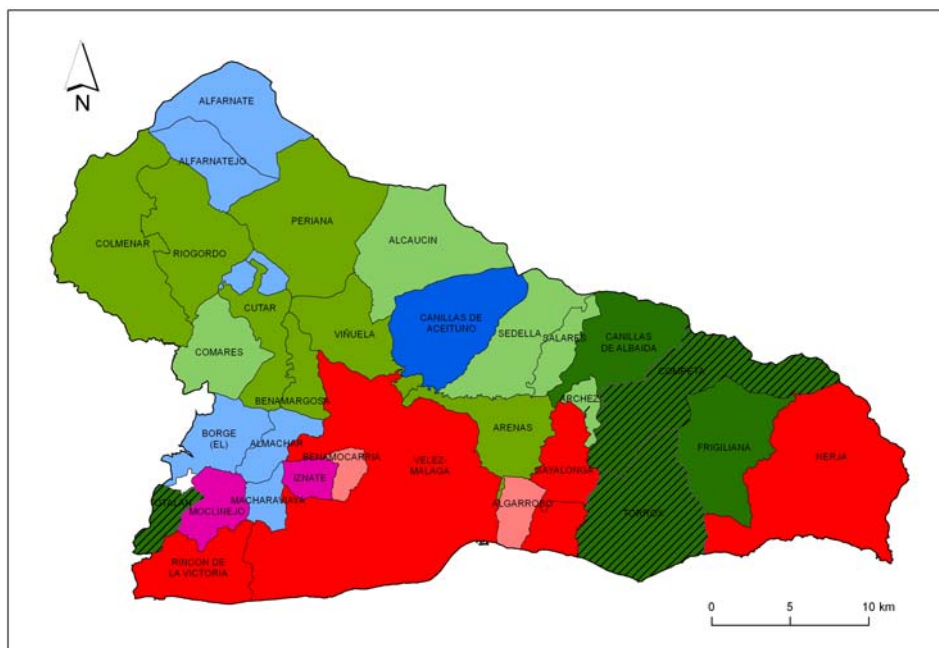 N
ALFARNATE
ALFARNATEJO
PERIANA
COLMENAR
RIOGORDO
ALCAUCIN
CUTAR
VIÑUELA
CANILLAS DE
ACEITUNO
SEDELLA
SALARES
CANILLAS
DE ALBAIDA
COMARES
COMPETA
BENAMARGOSA
ARCHEZ
ARENAS
BORGE
(EL)
ALMACHAR
BENAMOCARRA
VELEZ-
MALAGA
SAYALONGA
FRIGILIANA
NERJA
IZNATE
TOTALAN
MACHARAVIAYA
MOCLINEJO
ALGARROBO
TORROX
RINCON DE
LA VICTORIA
0 5 10 km